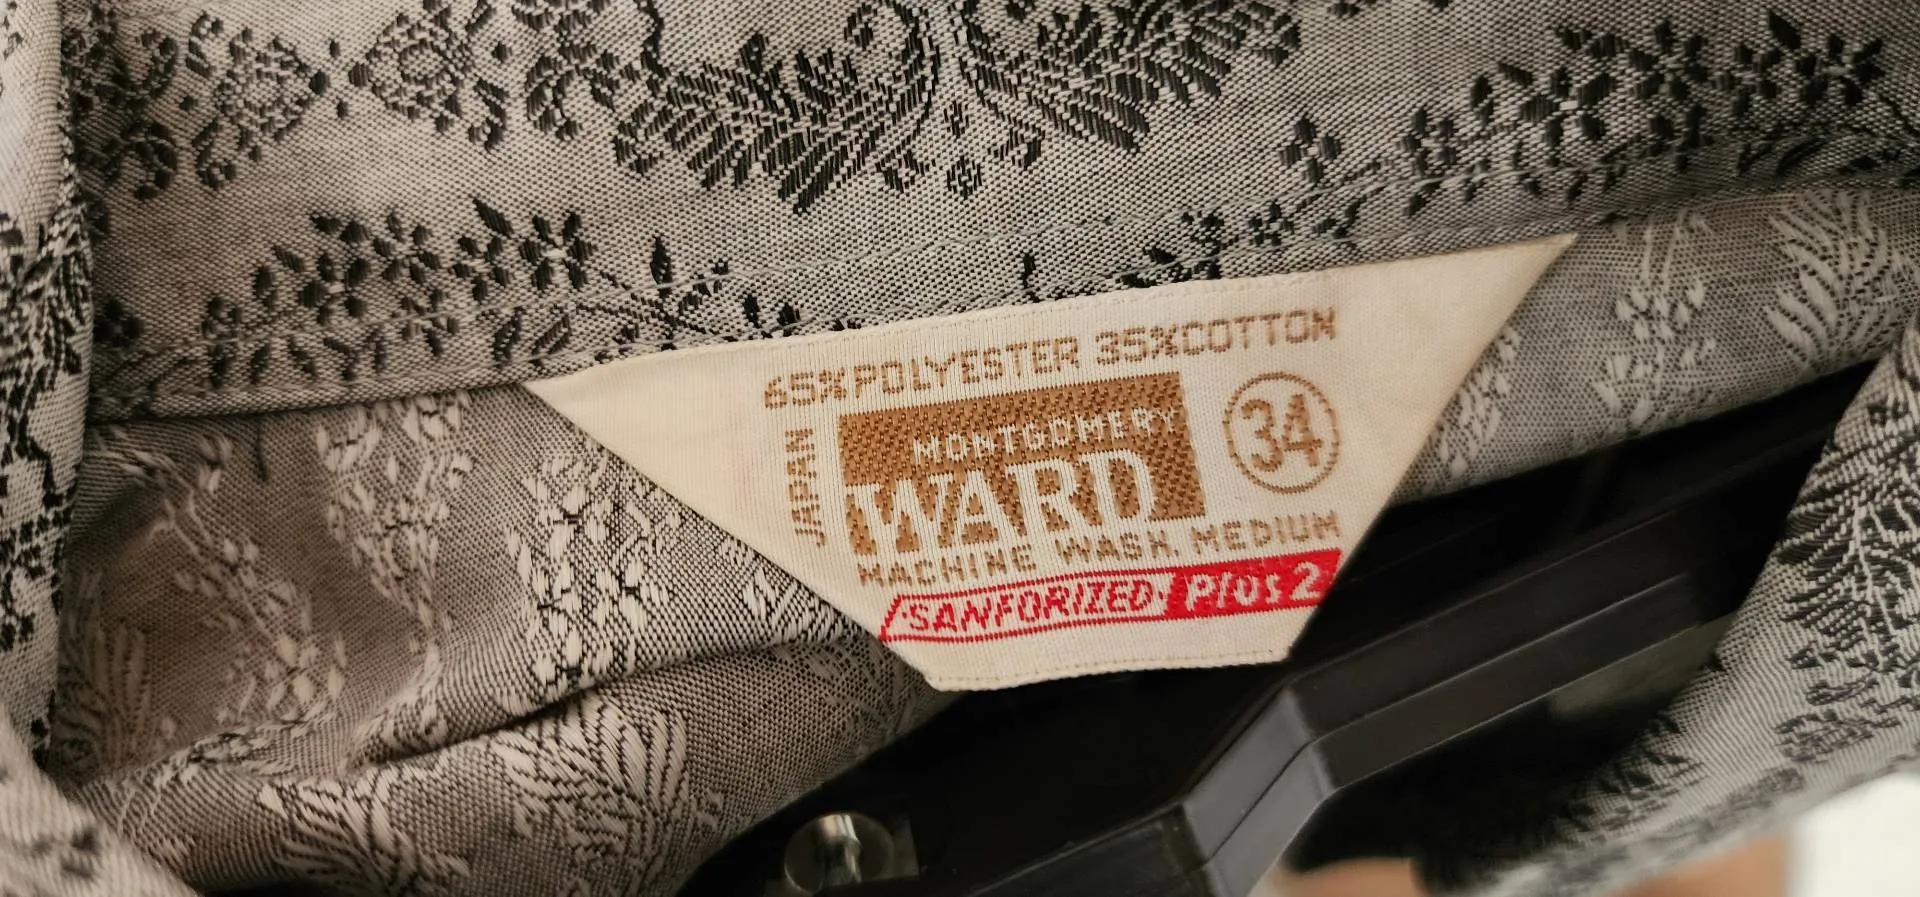 65% POLYESTER 35% COTTON
JAPAN
MONTGOMERY
WARD
34
MACHINE WASH MEDIUM
·SANFORIZED· Plus 2